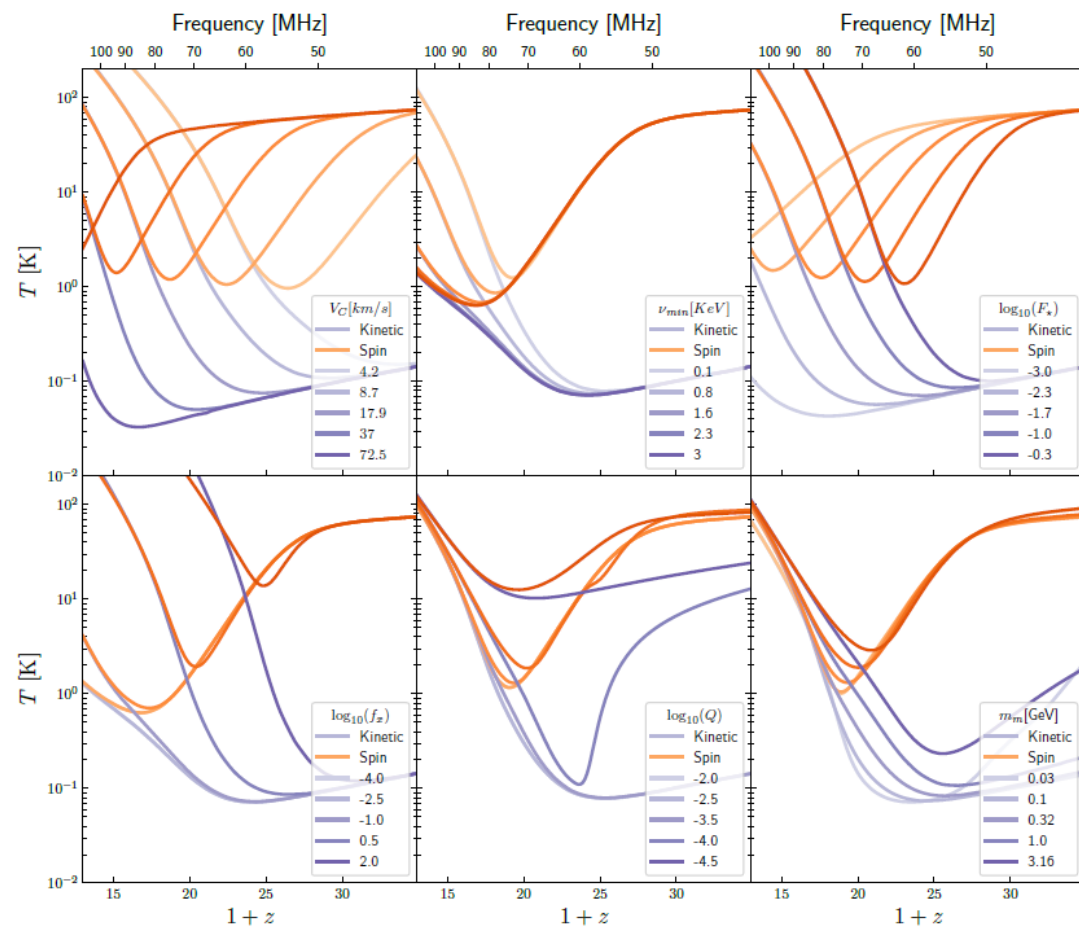 Frequency [MHz] Frequency [MHz] Frequency [MHz]
100 90 80 70 60 50 100 90 80 70 60 50 100 90 80 70 60 50
T [K]
10² 10¹ 10⁰ 10⁻¹ 10⁻²
V_C[km/s]
Kinetic
Spin
4.2
8.7
17.9
37
72.5
ν_min[KeV]
Kinetic
Spin
0.1
0.8
1.6
2.3
3
log₁₀(F⋆)
Kinetic
Spin
-3.0
-2.3
-1.7
-1.0
-0.3
T [K]
10² 10¹ 10⁰ 10⁻¹ 10⁻²
log₁₀(f_x)
Kinetic
Spin
-4.0
-2.5
-1.0
0.5
2.0
log₁₀(Q)
Kinetic
Spin
-2.0
-2.5
-3.5
-4.0
-4.5
m_m[GeV]
Kinetic
Spin
0.03
0.1
0.32
1.0
3.16
15 20 25 30 15 20 25 30 15 20 25 30
1 + z 1 + z 1 + z